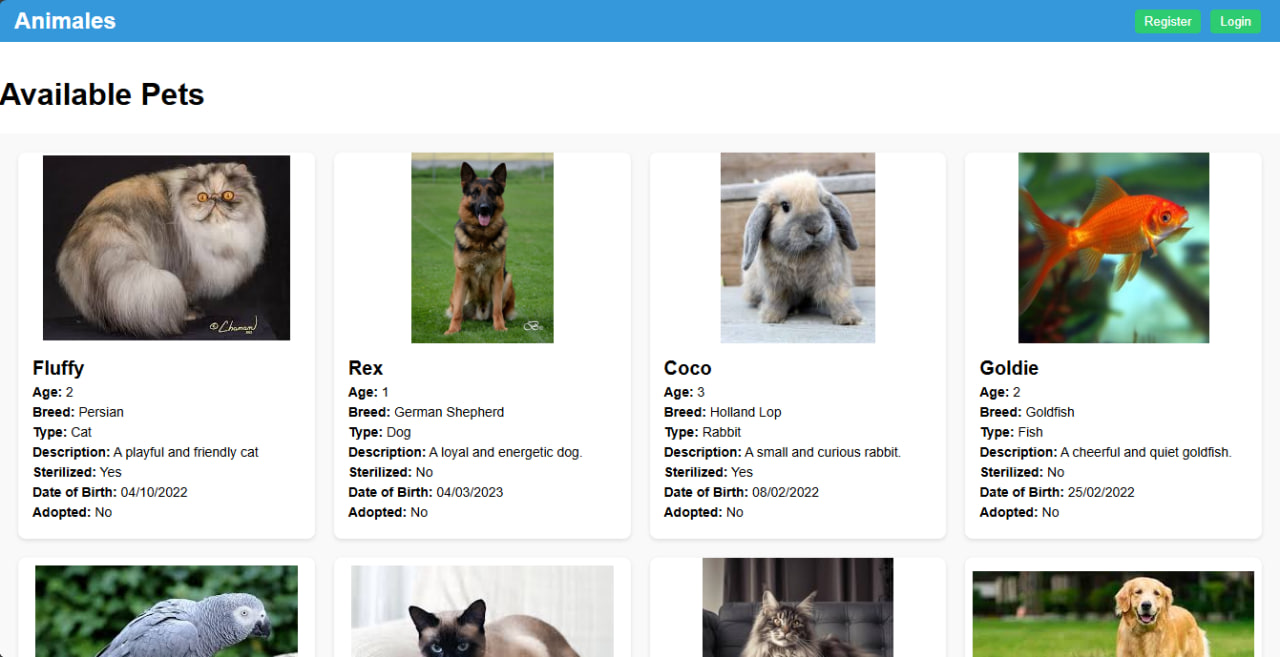 Animales
Register
Login
Available Pets
Fluffy
Age: 2
Breed: Persian
Type: Cat
Description: A playful and friendly cat
Sterilized: Yes
Date of Birth: 04/10/2022
Adopted: No
Rex
Age: 1
Breed: German Shepherd
Type: Dog
Description: A loyal and energetic dog.
Sterilized: No
Date of Birth: 04/03/2023
Adopted: No
Coco
Age: 3
Breed: Holland Lop
Type: Rabbit
Description: A small and curious rabbit.
Sterilized: Yes
Date of Birth: 08/02/2022
Adopted: No
Goldie
Age: 2
Breed: Goldfish
Type: Fish
Description: A cheerful and quiet goldfish.
Sterilized: No
Date of Birth: 25/02/2022
Adopted: No